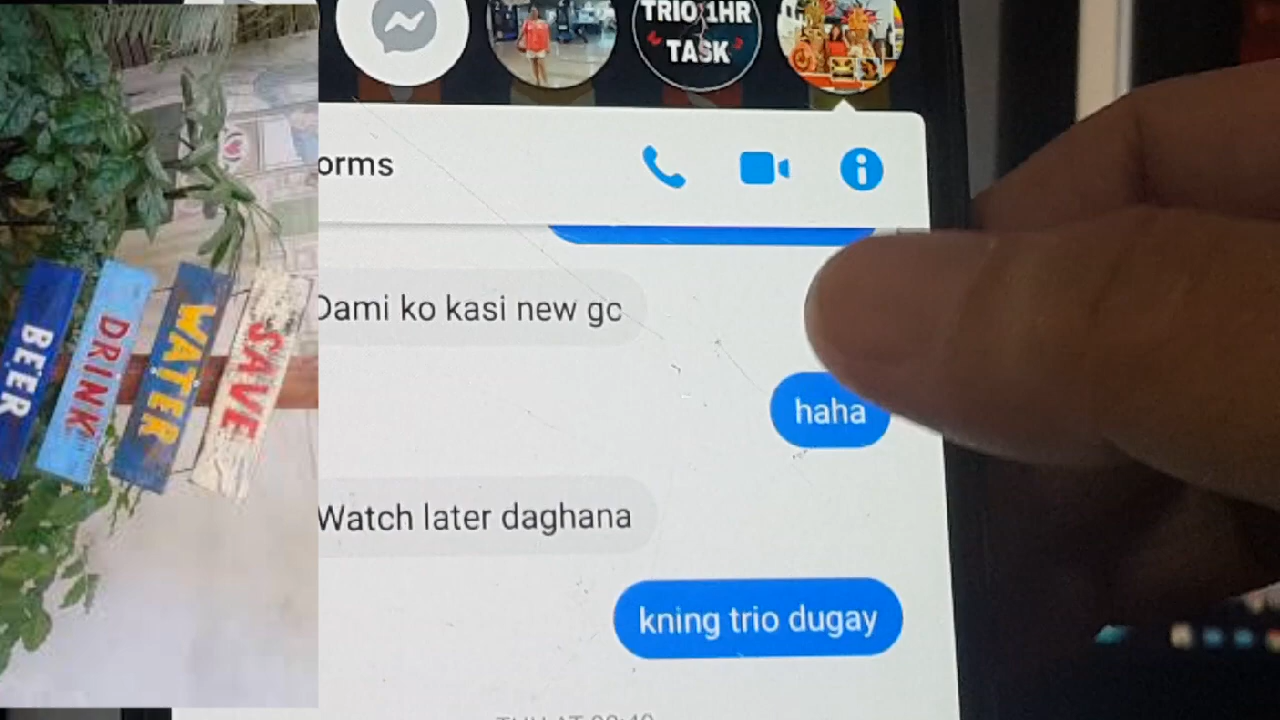 TRIO 1HR
TASK
orms
Dami ko kasi new gc
haha
Watch later daghana
kning trio dugay
SAVE
WATER
DRINK
BEER